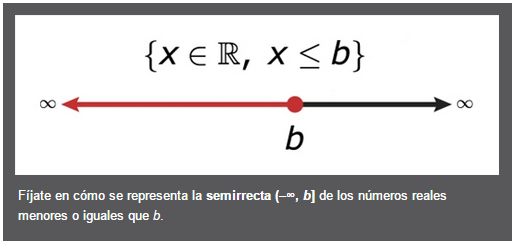 {x ∈ ℝ, x ≤ b}
∞ ∞
b
Fíjate en cómo se representa la semirrecta (–∞, b] de los números reales
menores o iguales que b.